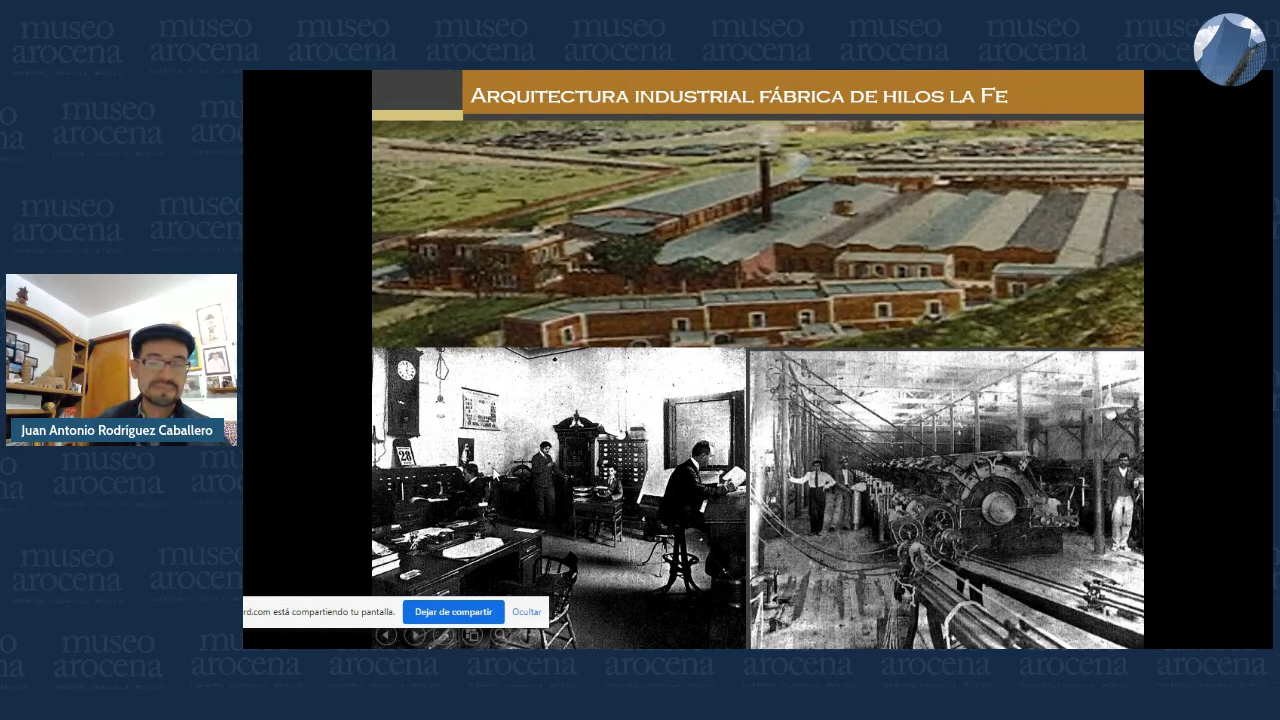 museo arocena
ARQUITECTURA INDUSTRIAL FÁBRICA DE HILOS LA FE
28
Juan Antonio Rodríguez Caballero
rd.com está compartiendo tu pantalla.
Dejar de compartir
Ocultar